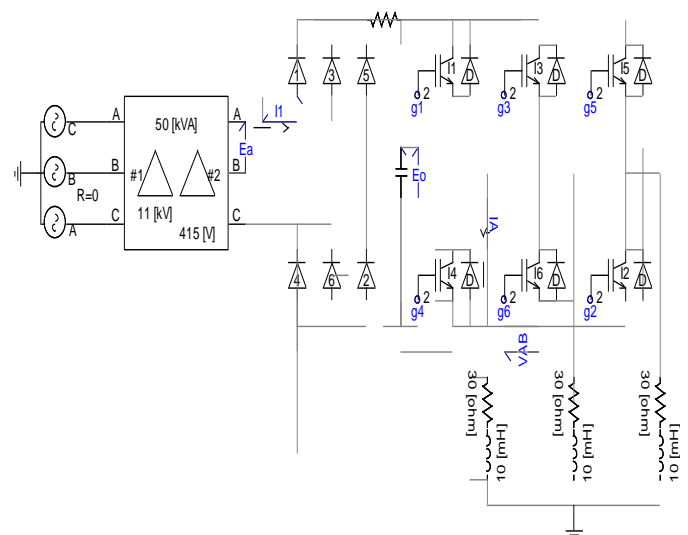 I1
I3
I5
1
3
5
D
D
D
2
2
2
g1
g3
g5
I1
A
A
50 [kVA]
C
Ea
B
B
B
#1
#2
Eo
R=0
11 [kV]
IA
C
C
415 [V]
A
I4
I6
I2
4
6
2
D
D
D
2
2
2
g4
g6
g2
VAB
30 [ohm]
30 [ohm]
30 [ohm]
10 [mH]
10 [mH]
10 [mH]